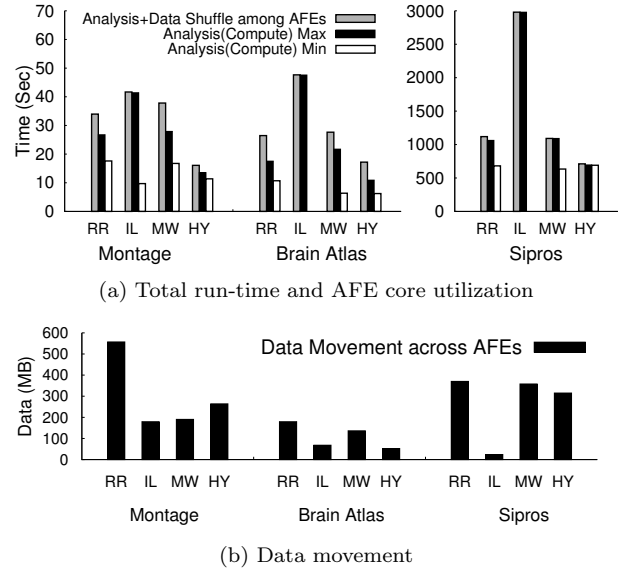 Analysis+Data Shuffle among AFEs
Analysis(Compute) Max
Analysis(Compute) Min
Time (Sec)
70
60
50
40
30
20
10
0
RR IL MW HY RR IL MW HY
Montage Brain Atlas
3000
2500
2000
1500
1000
500
0
RR IL MW HY
Sipros
(a) Total run-time and AFE core utilization
Data Movement across AFEs
Data (MB)
600
500
400
300
200
100
0
RR IL MW HY RR IL MW HY RR IL MW HY
Montage Brain Atlas Sipros
(b) Data movement